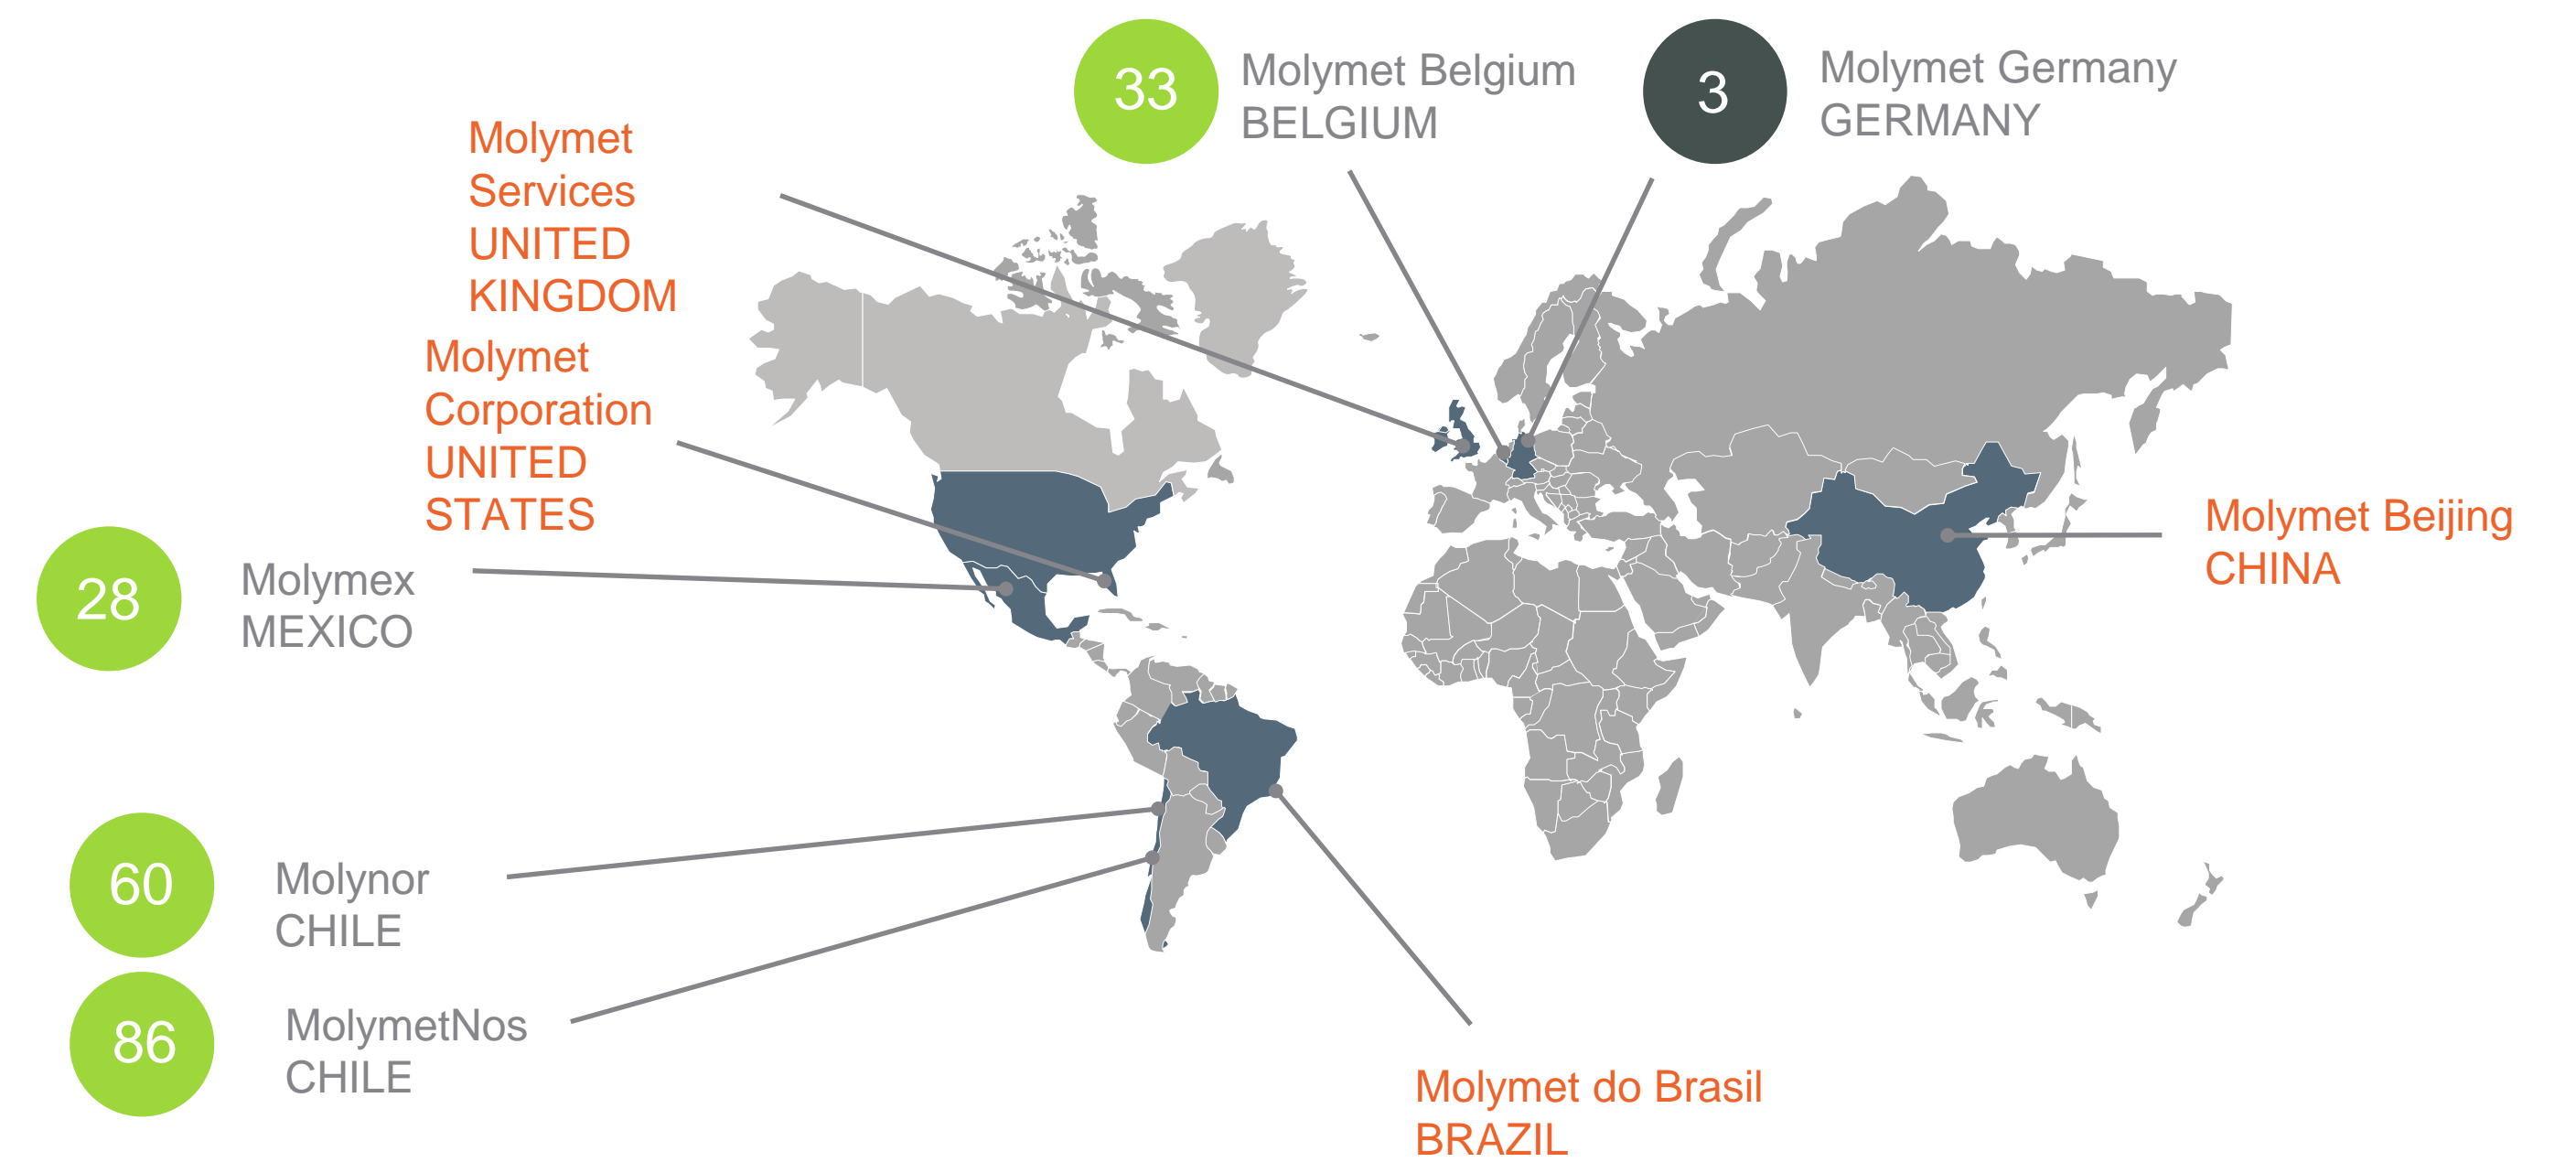 33
Molymet Belgium
BELGIUM
3
Molymet Germany
GERMANY
Molymet
Services
UNITED
KINGDOM
Molymet
Corporation
UNITED
STATES
Molymet Beijing
CHINA
28
Molymex
MEXICO
60
Molynor
CHILE
86
MolymetNos
CHILE
Molymet do Brasil
BRAZIL